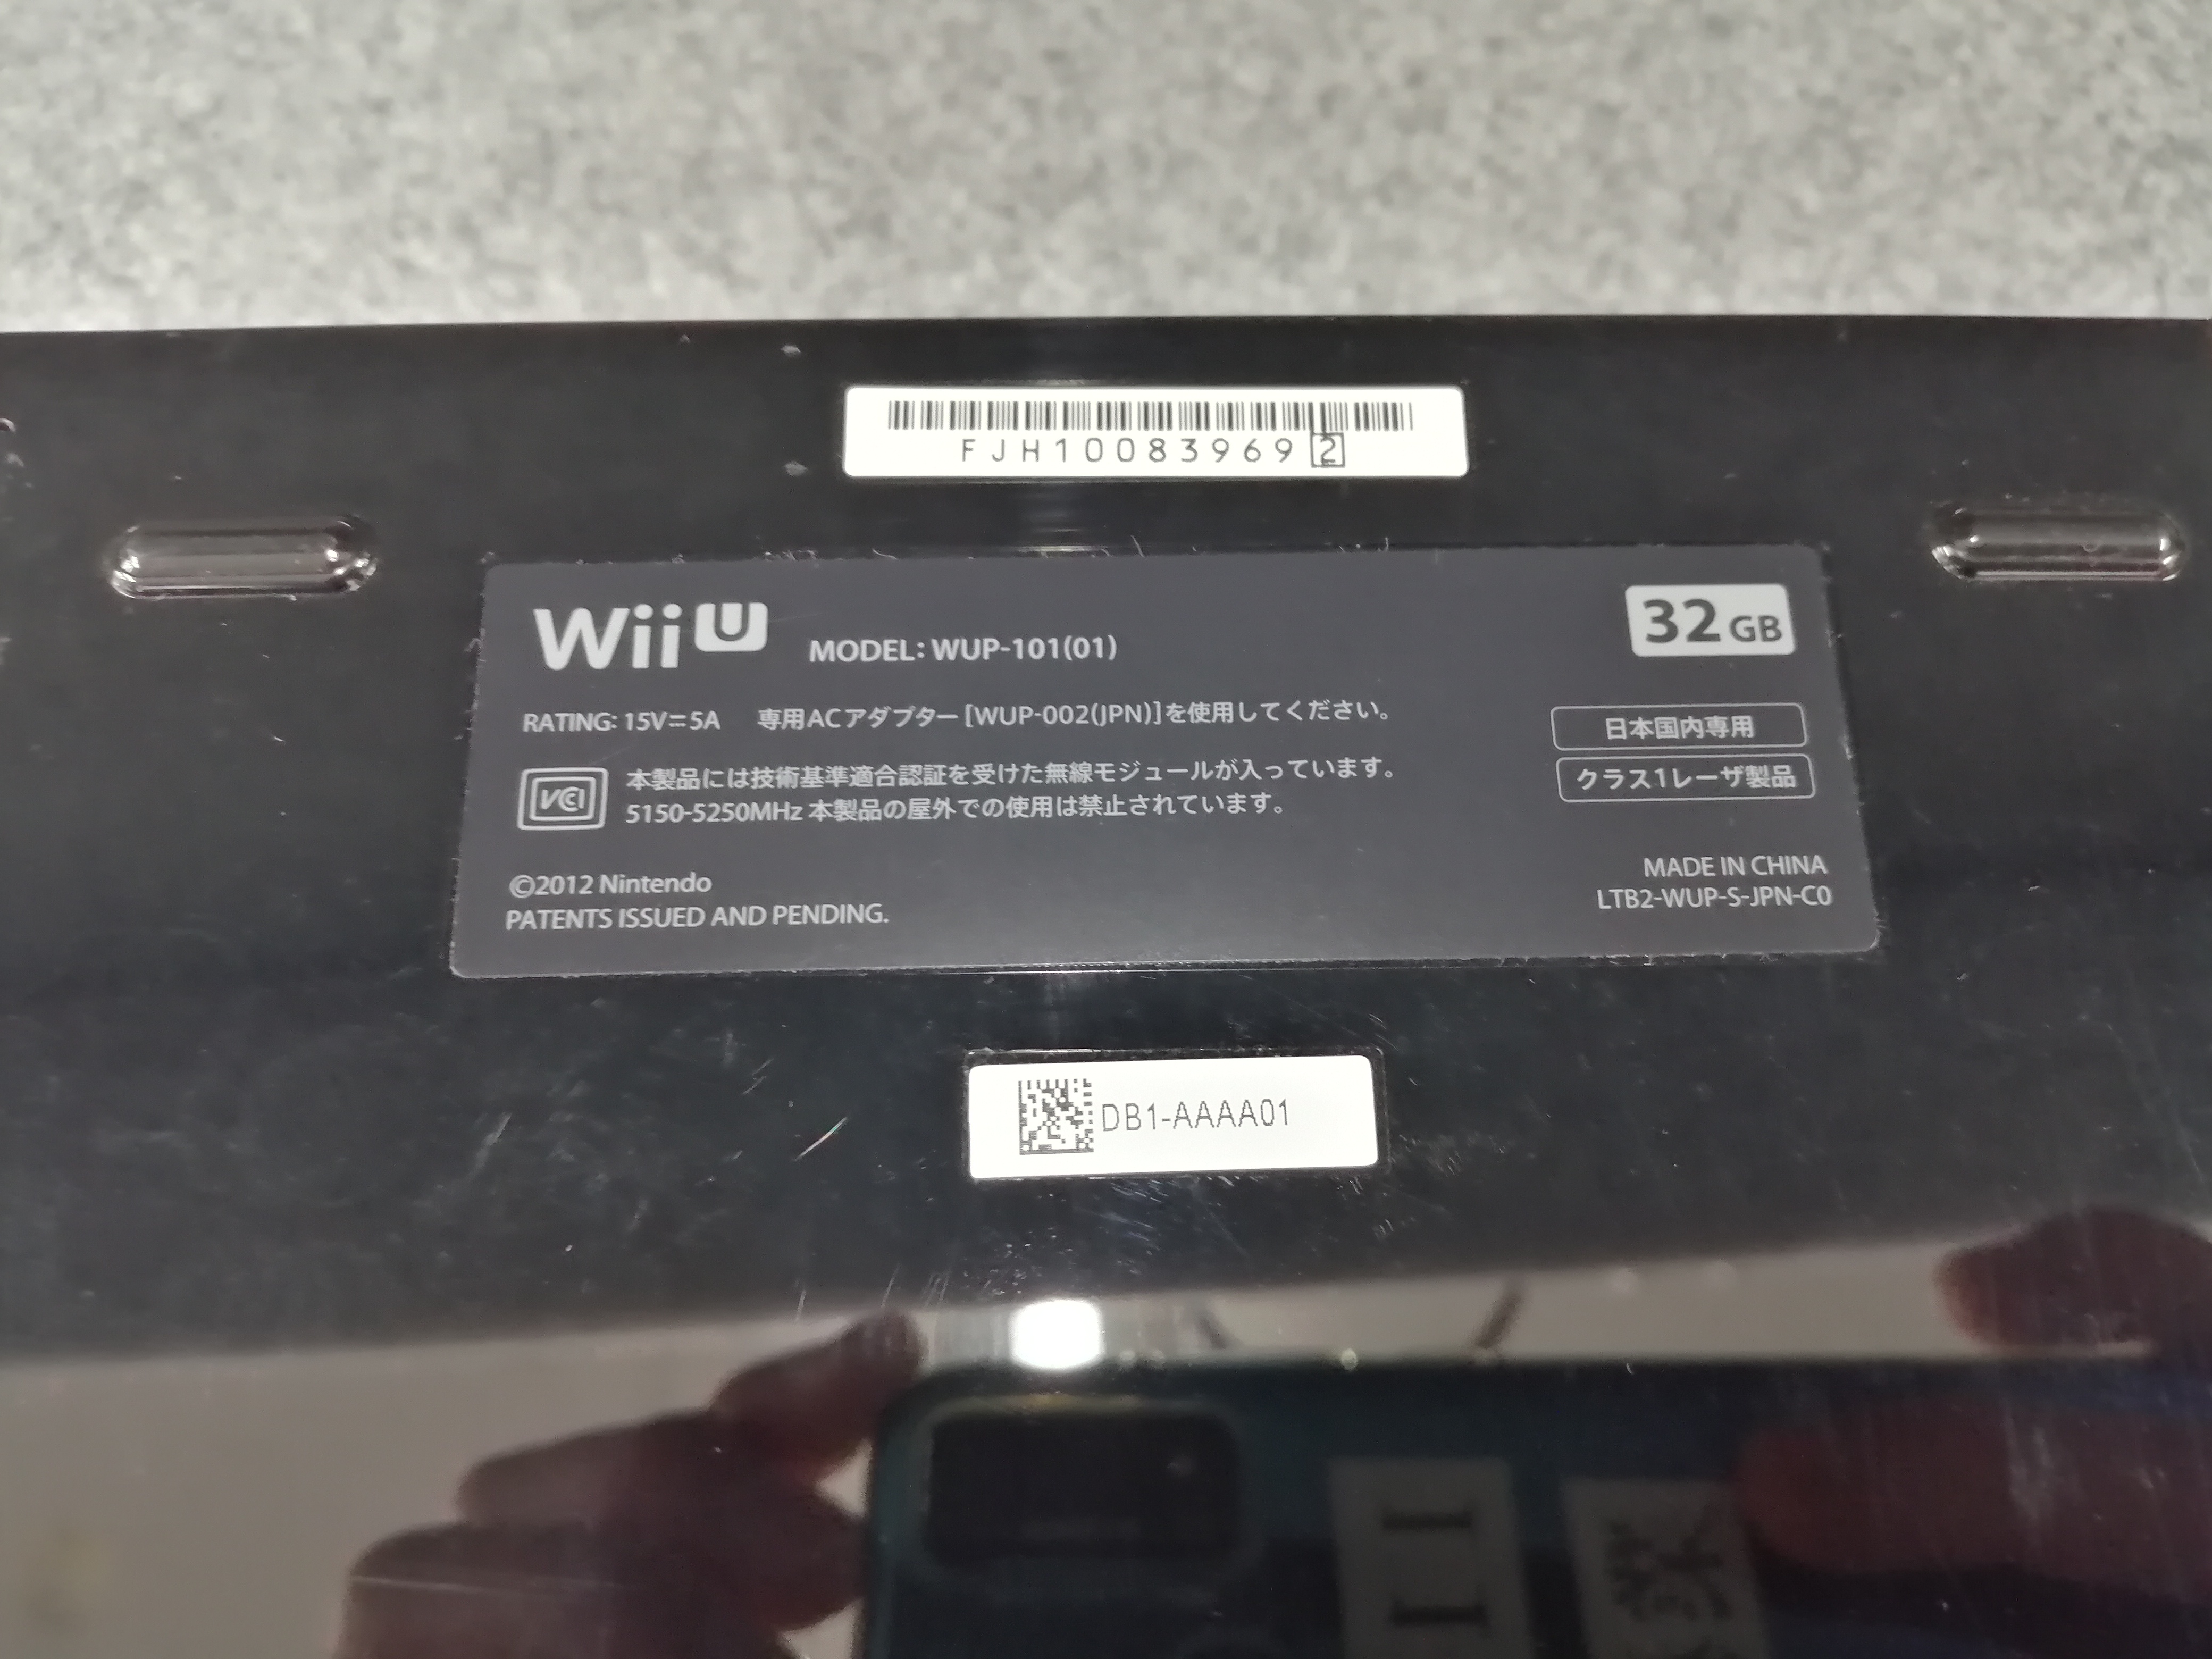 FJH100839692
Wii U MODEL: WUP-101(01) 32GB
RATING: 15V⎓5A 専用ACアダプター[WUP-002(JPN)]を使用してください。
日本国内専用
VCI 本製品には技術基準適合認証を受けた無線モジュールが入っています。
5150-5250MHz 本製品の屋外での使用は禁止されています。
クラス1レーザ製品
©2012 Nintendo
PATENTS ISSUED AND PENDING.
MADE IN CHINA
LTB2-WUP-S-JPN-C0
DB1-AAAA01